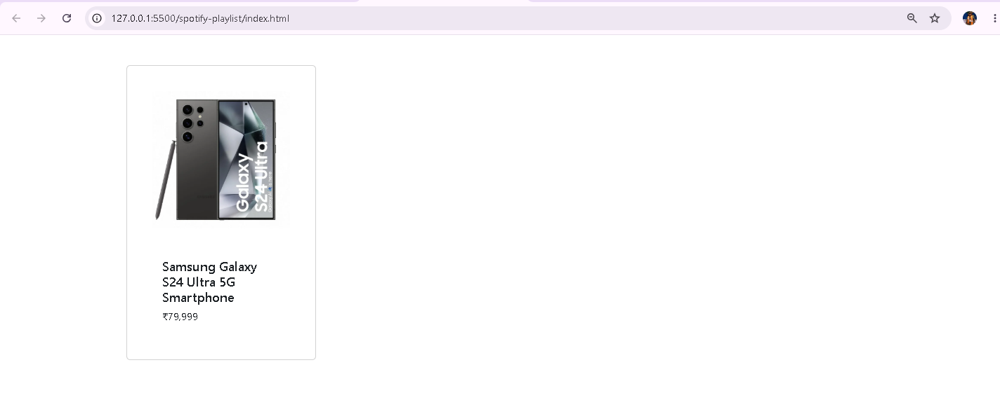 127.0.0.1:5500/spotify-playlist/index.html
Galaxy
S24 Ultra
Samsung Galaxy
S24 Ultra 5G
Smartphone
₹79,999